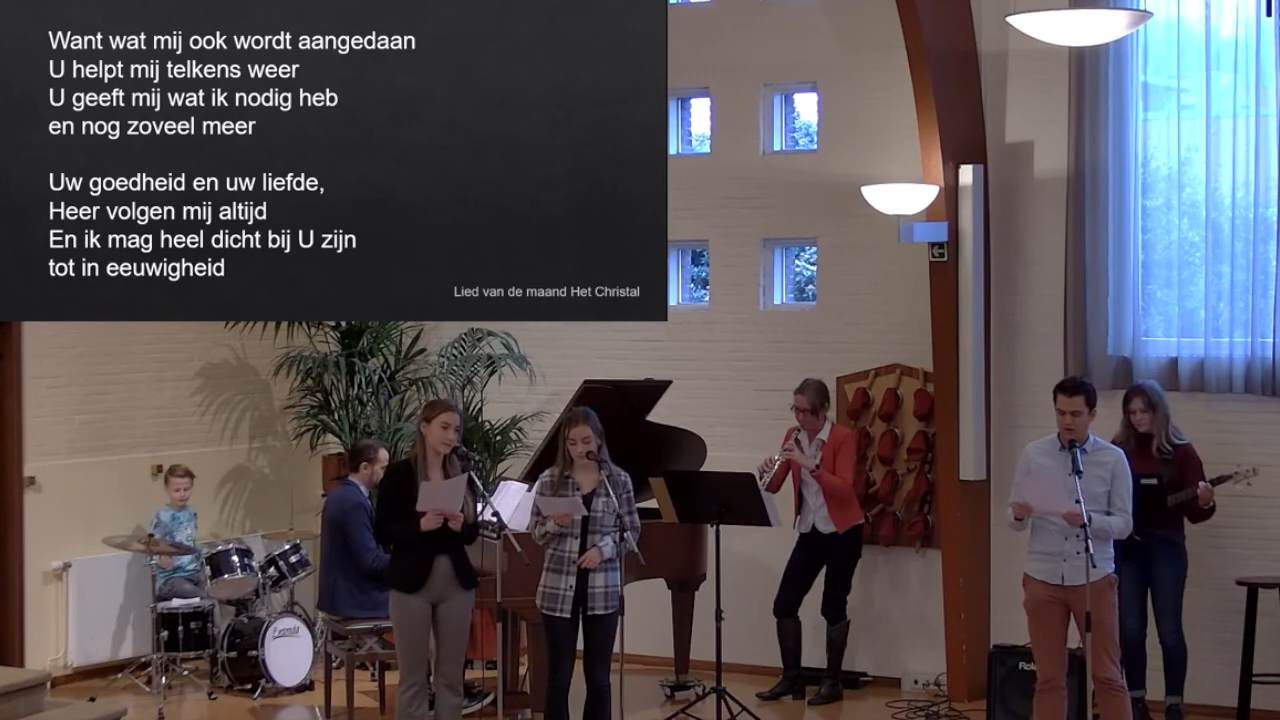 Want wat mij ook wordt aangedaan
U helpt mij telkens weer
U geeft mij wat ik nodig heb
en nog zoveel meer
Uw goedheid en uw liefde,
Heer volgen mij altijd
En ik mag heel dicht bij U zijn
tot in eeuwigheid
Lied van de maand Het Christal